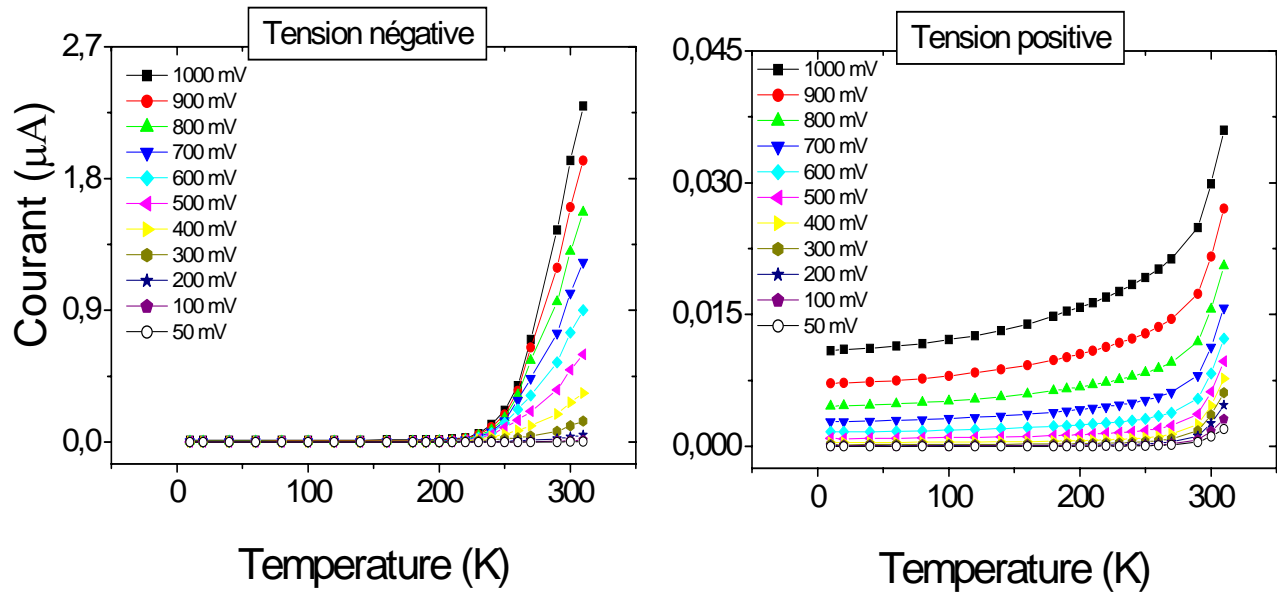 Tension négative
2,7
1,8
0,9
0,0
Courant (µA)
1000 mV
900 mV
800 mV
700 mV
600 mV
500 mV
400 mV
300 mV
200 mV
100 mV
50 mV
0
100
200
300
Temperature (K)
Tension positive
0,045
0,030
0,015
0,000
1000 mV
900 mV
800 mV
700 mV
600 mV
500 mV
400 mV
300 mV
200 mV
100 mV
50 mV
0
100
200
300
Temperature (K)